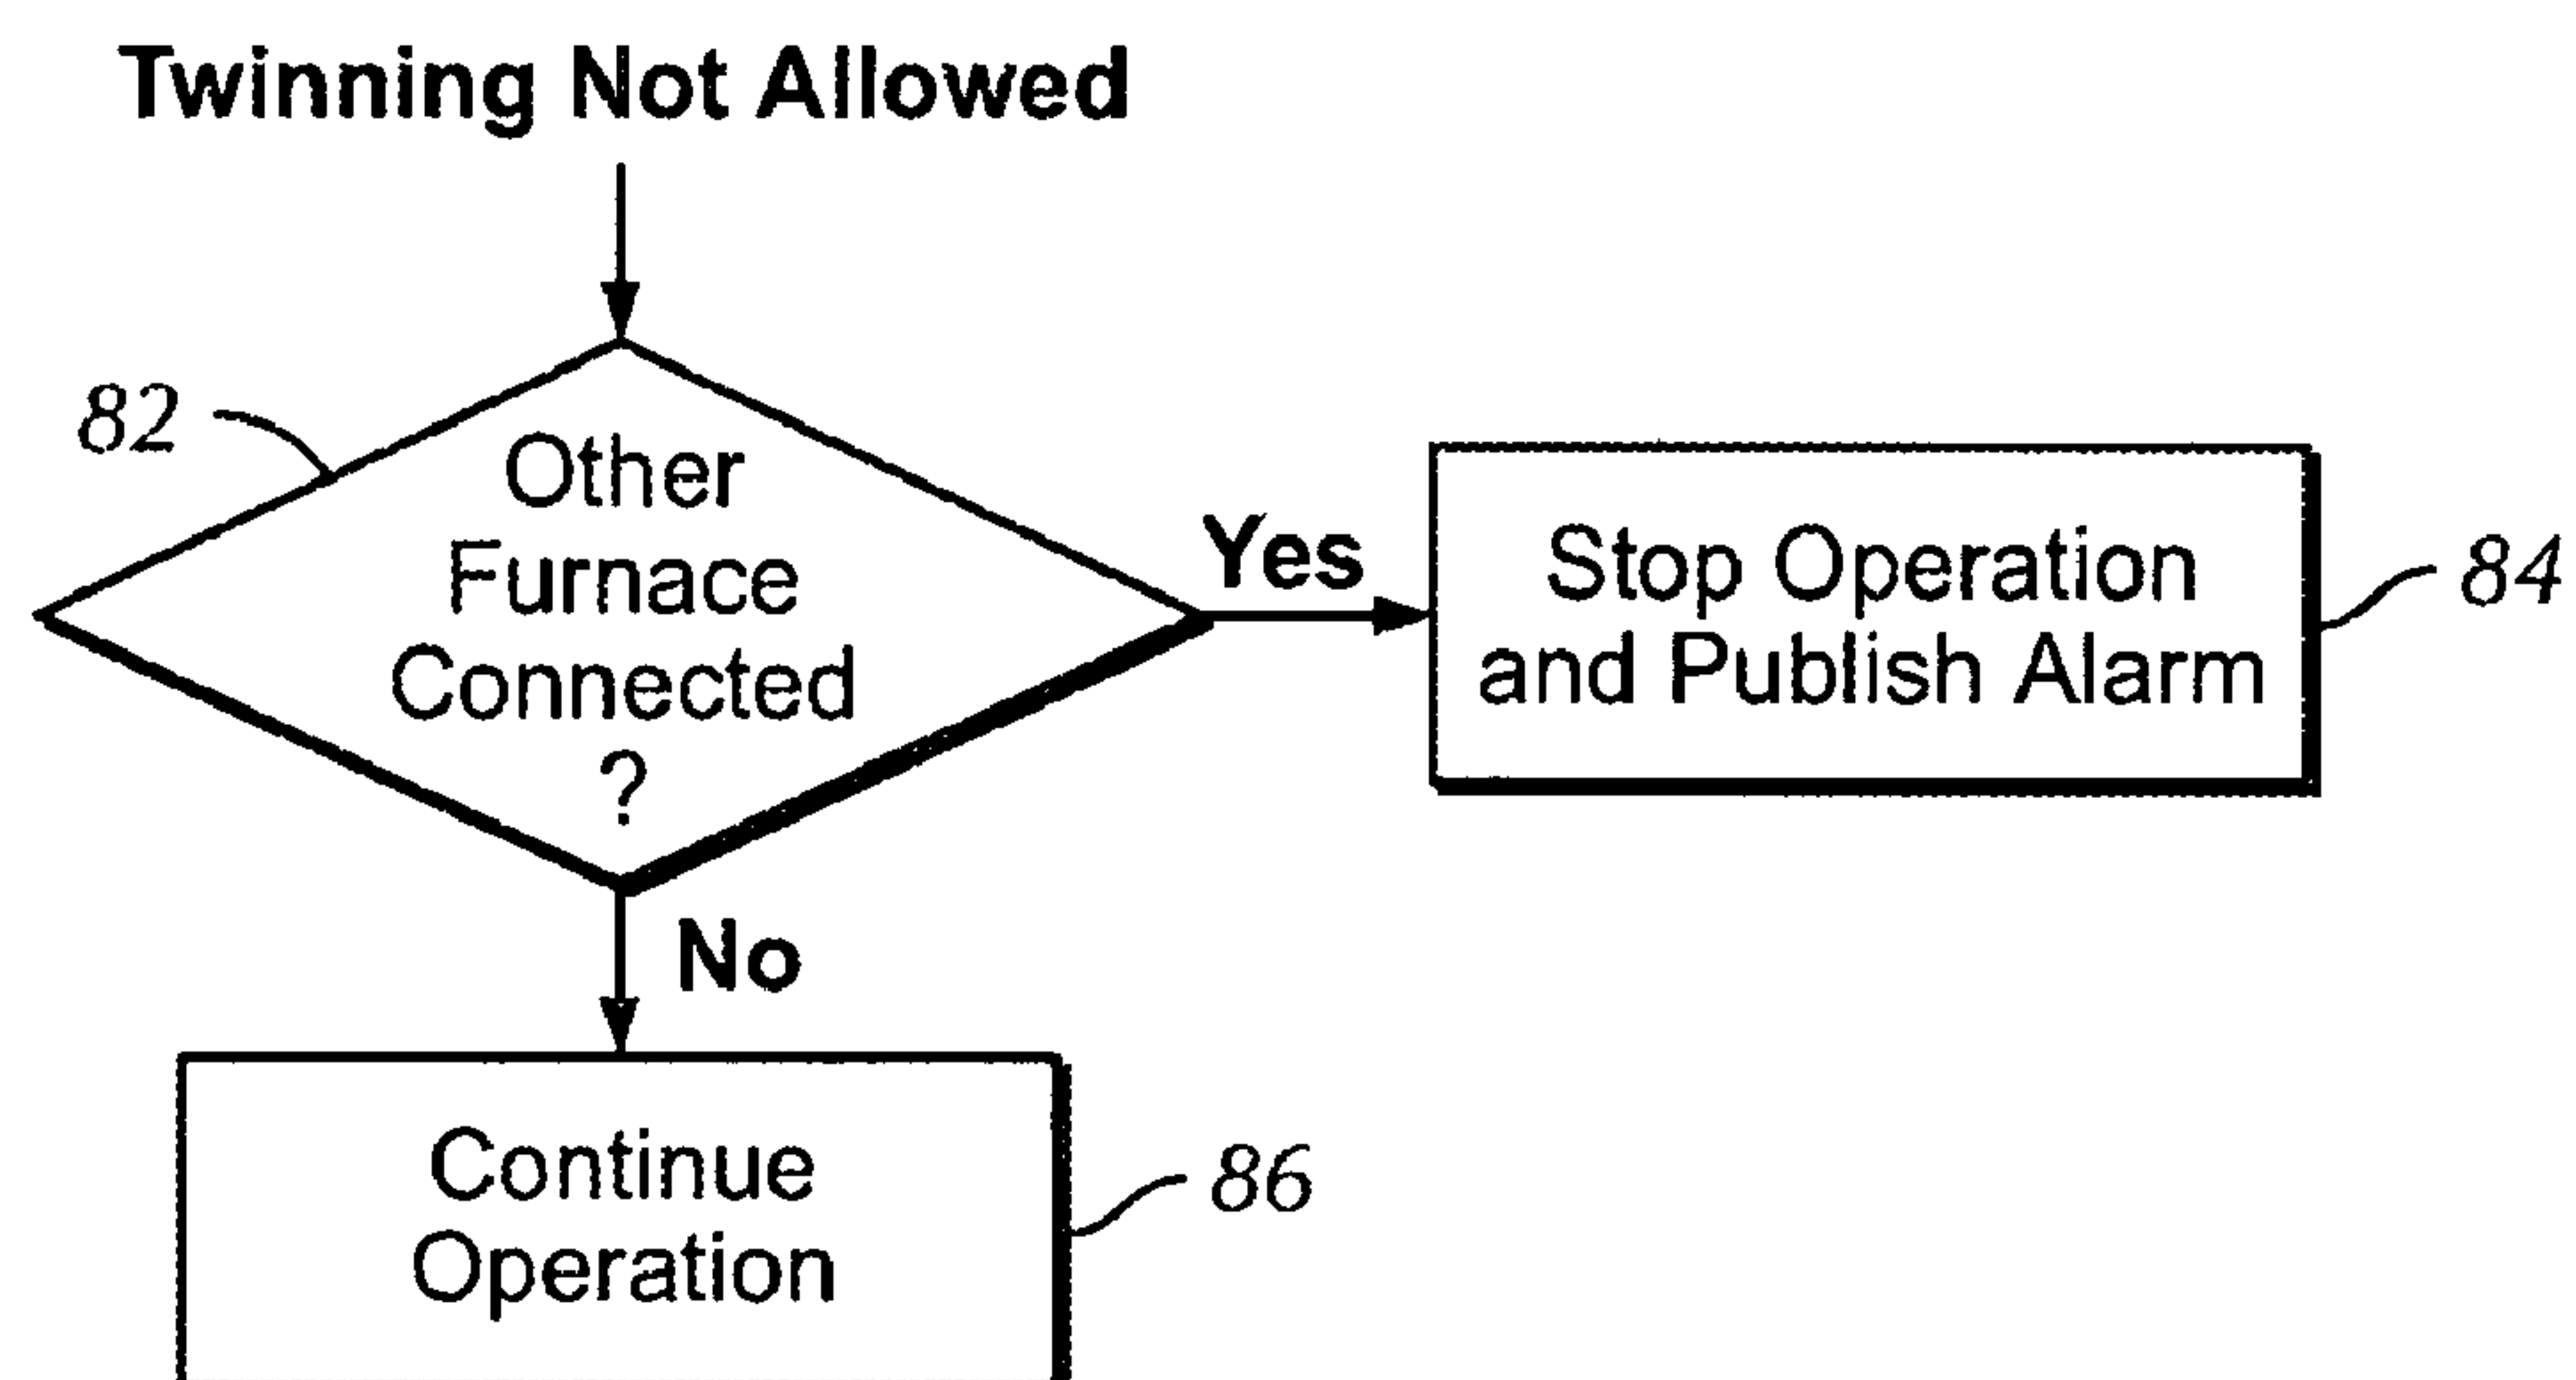 Twinning Not Allowed
82
Other
Furnace
Connected
?
Yes
Stop Operation
and Publish Alarm
84
No
Continue
Operation
86